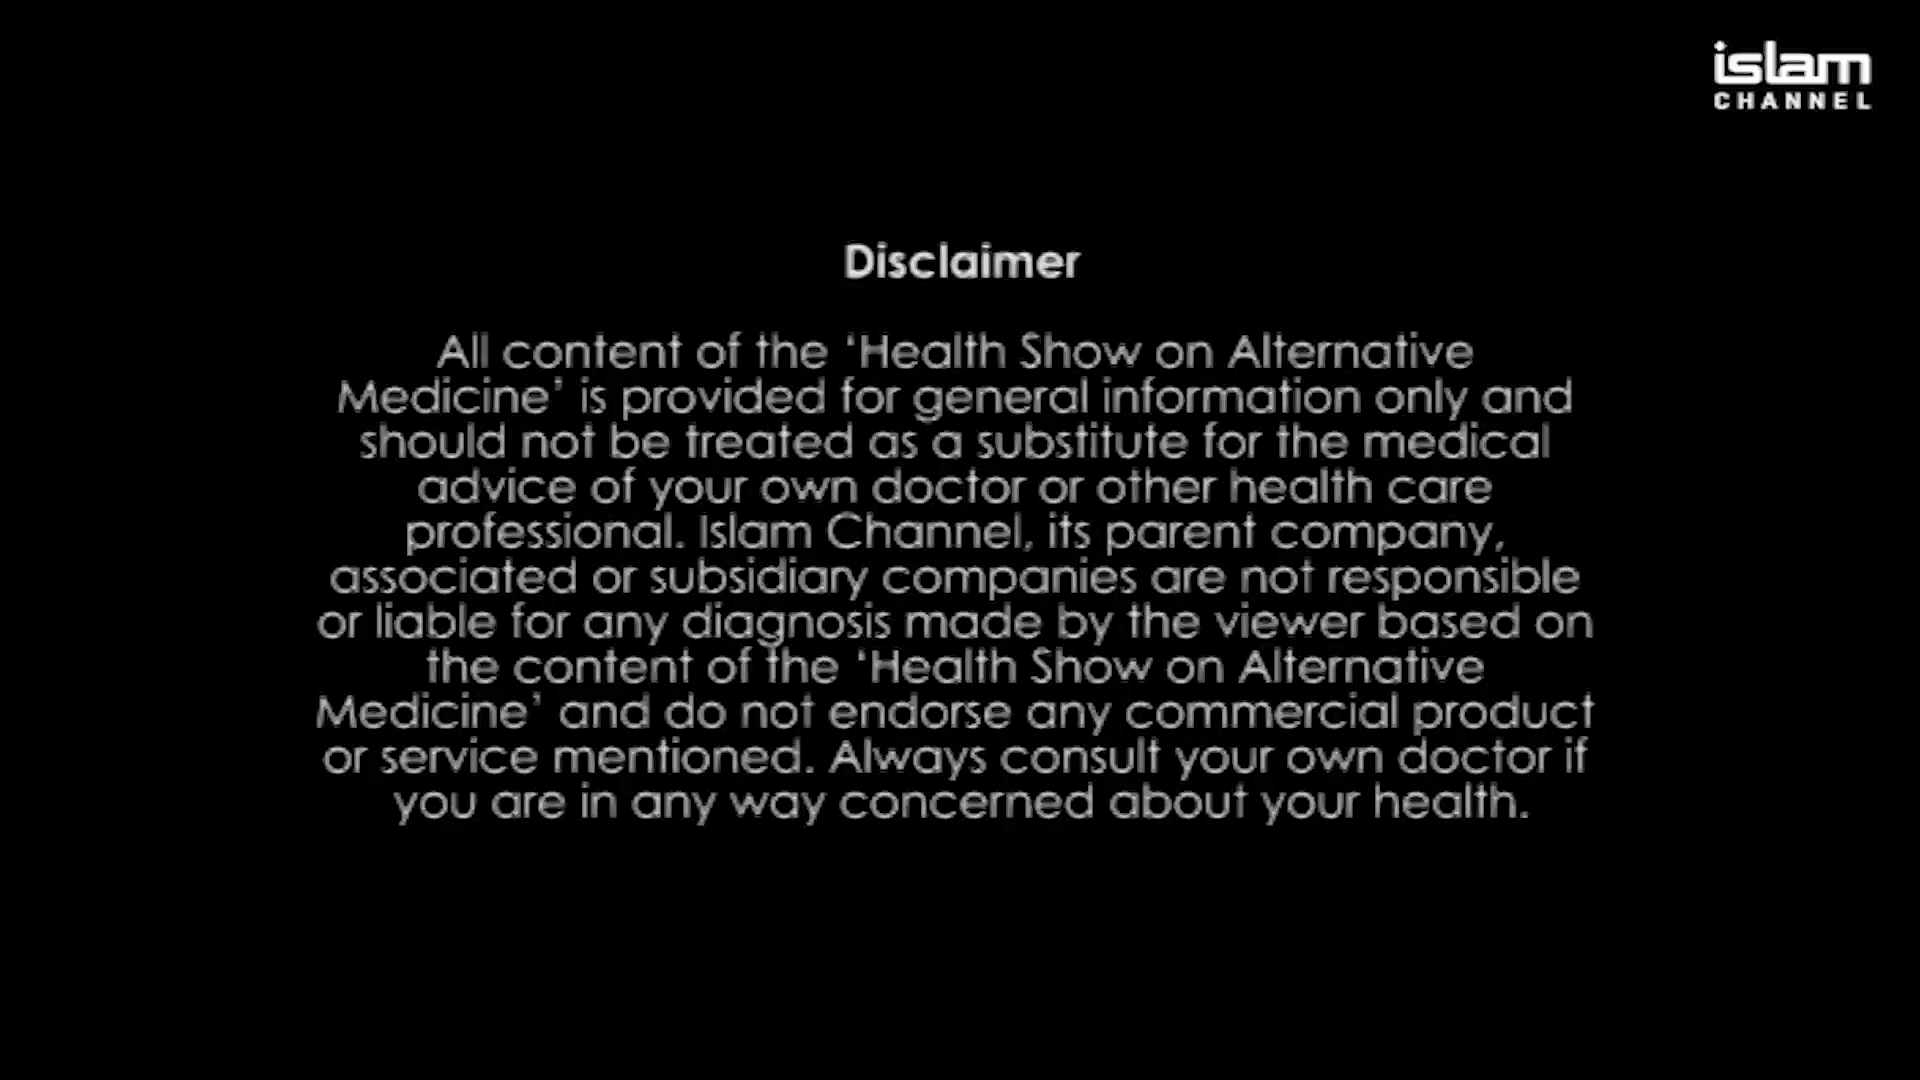 islam
CHANNEL
Disclaimer
All content of the ‘Health Show on Alternative
Medicine’ is provided for general information only and
should not be treated as a substitute for the medical
advice of your own doctor or other health care
professional. Islam Channel, its parent company,
associated or subsidiary companies are not responsible
or liable for any diagnosis made by the viewer based on
the content of the ‘Health Show on Alternative
Medicine’ and do not endorse any commercial product
or service mentioned. Always consult your own doctor if
you are in any way concerned about your health.